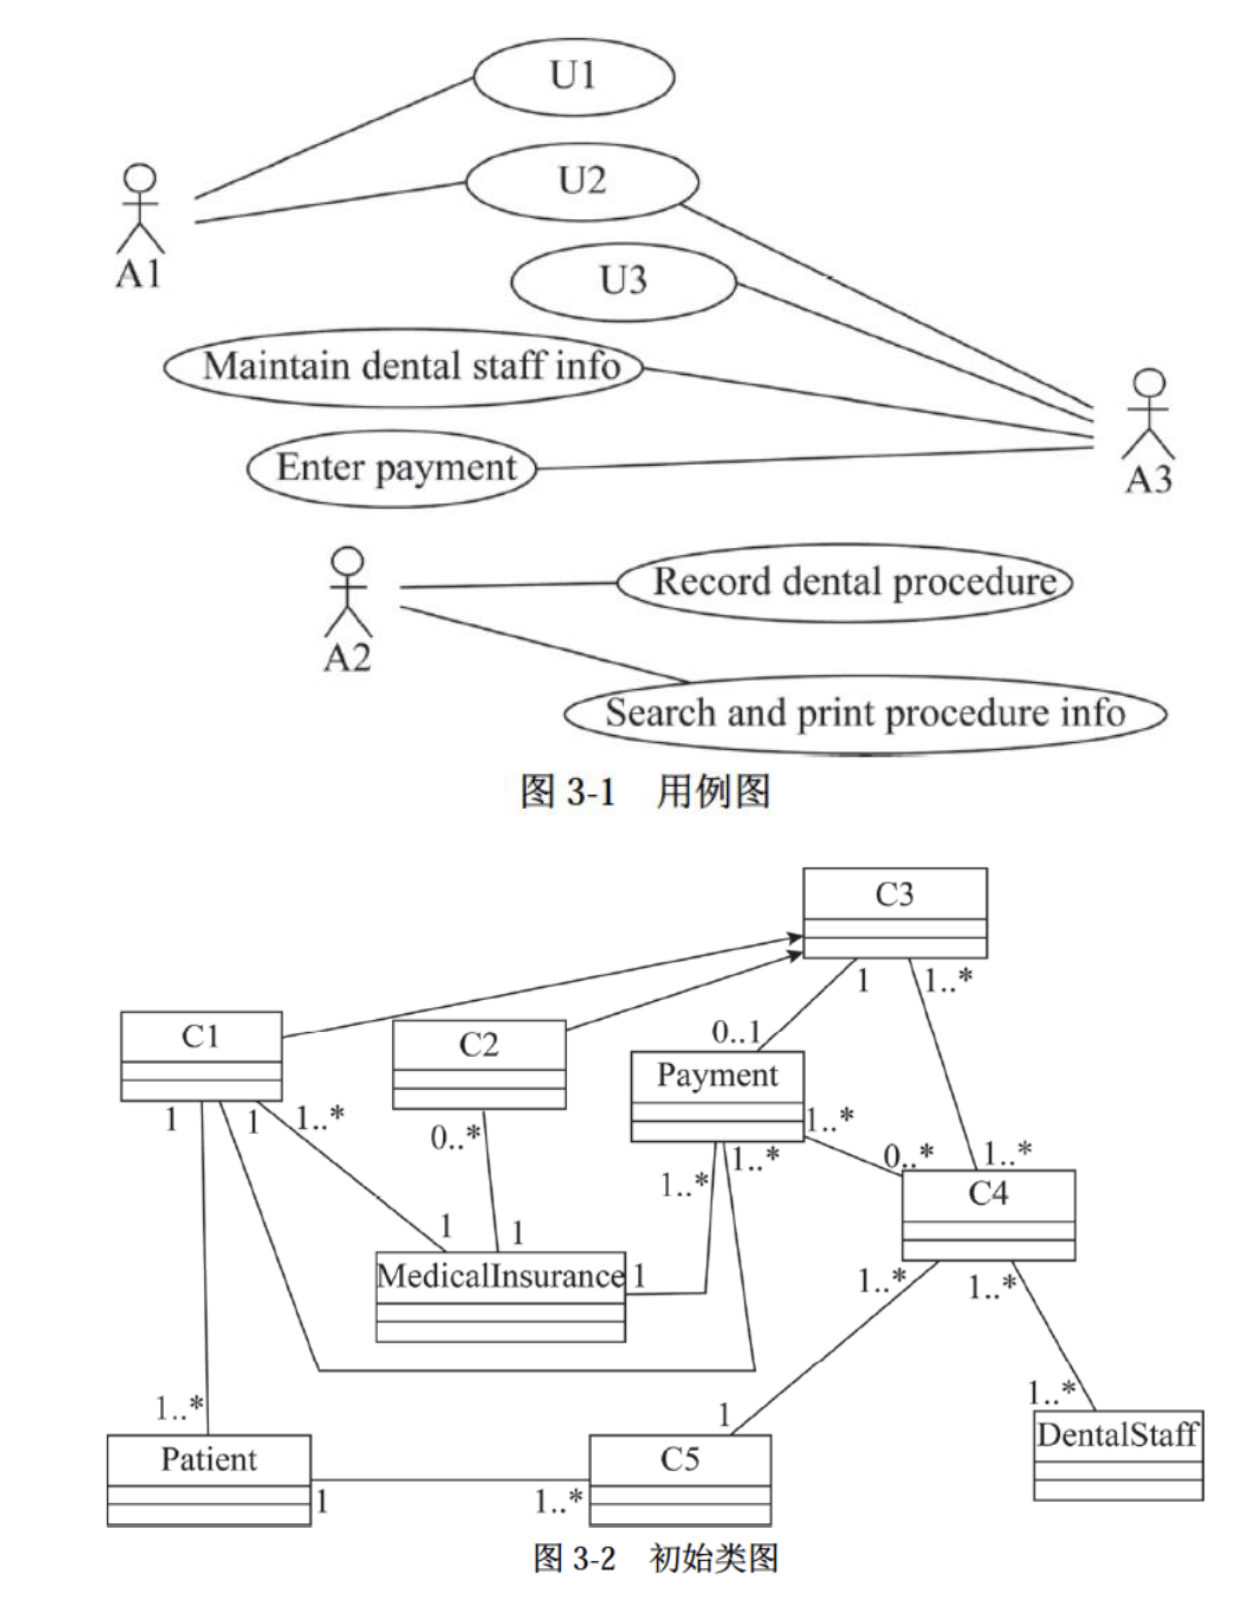 U1
U2
A1
U3
Maintain dental staff info
A3
Enter payment
A2
Record dental procedure
Search and print procedure info
图 3-1 用例图
C3
1 1..*
C1
C2
0..1
Payment
1 1 1..*
0..*
1..*
1..*
1..*
0..* 1..*
C4
1 1
MedicalInsurance 1
1..* 1..*
1..*
1
1..*
Patient
C5
DentalStaff
1 1..*
图 3-2 初始类图